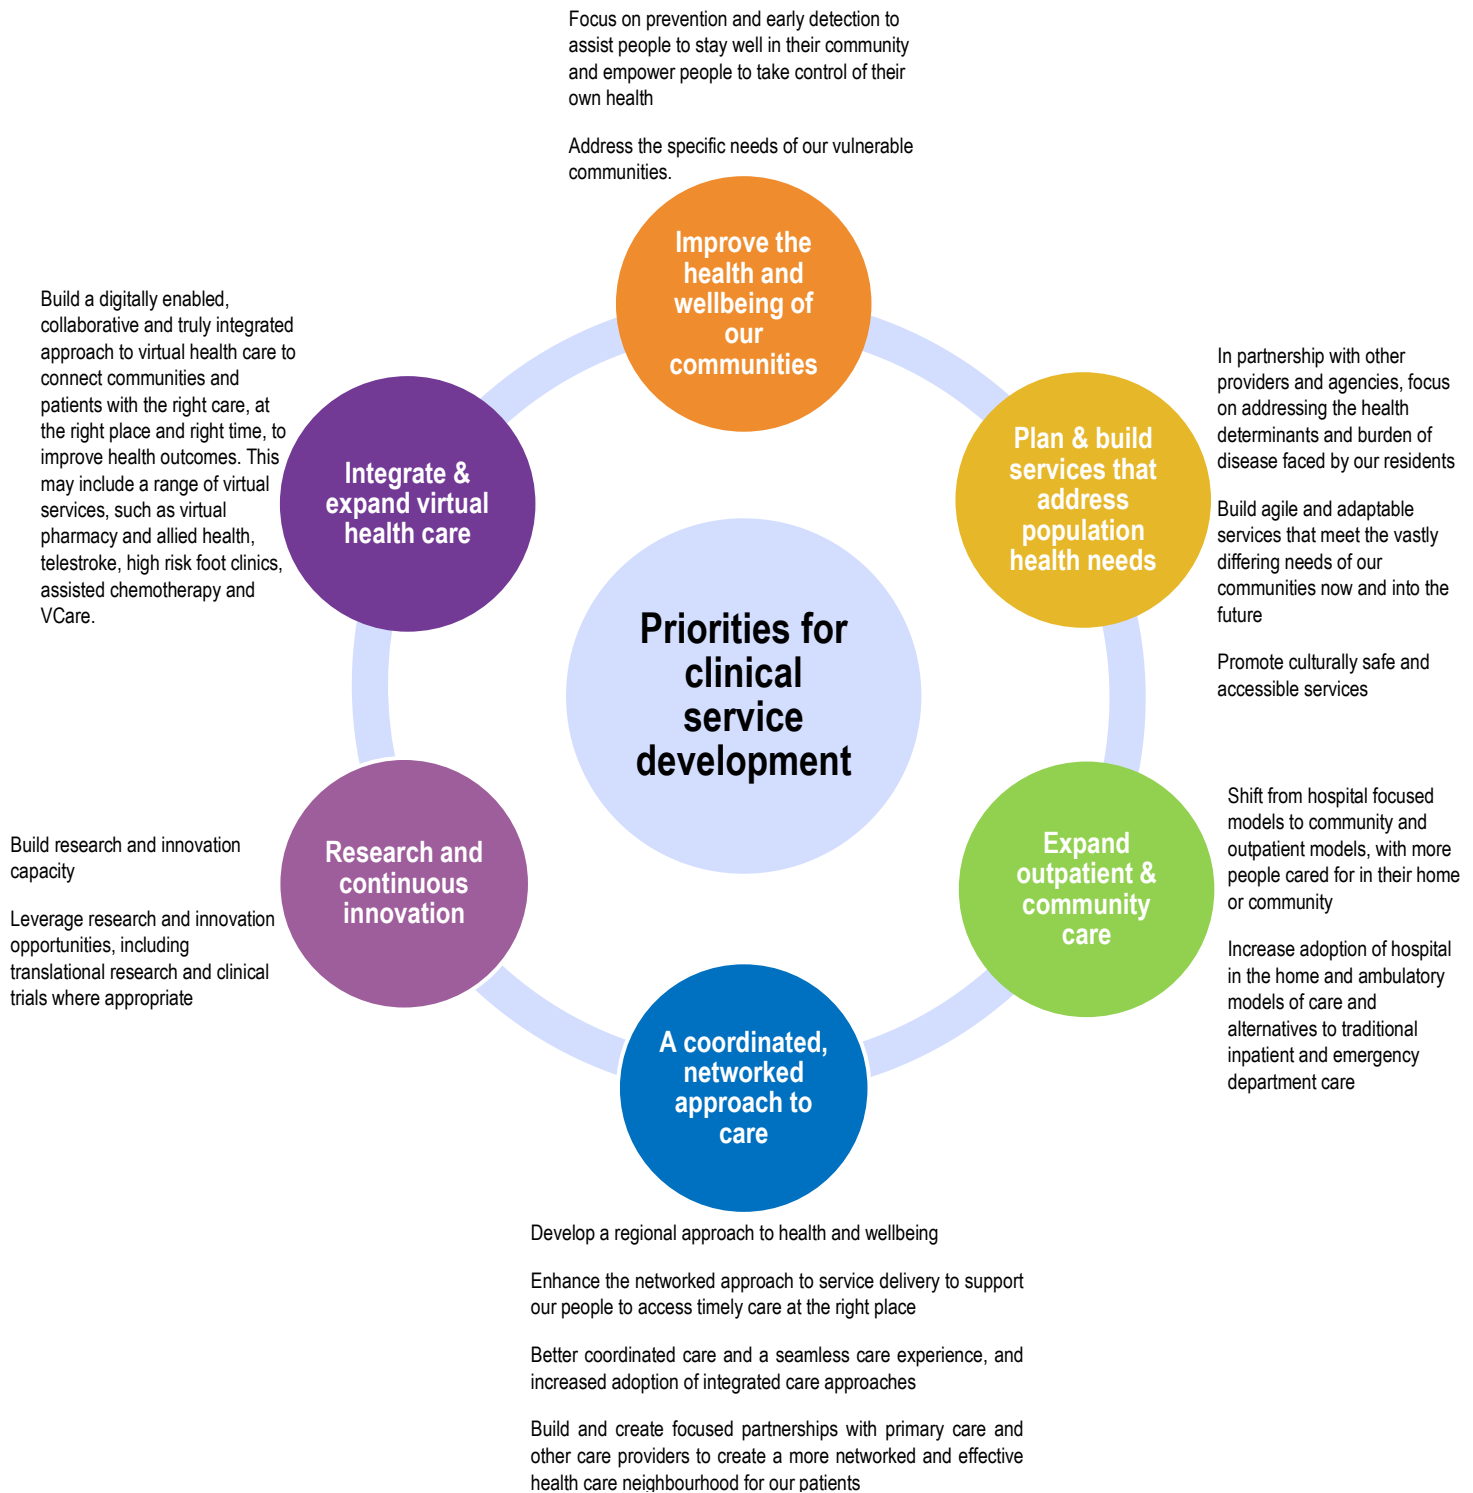 Focus on prevention and early detection to
assist people to stay well in their community
and empower people to take control of their
own health
Address the specific needs of our vulnerable
communities.
Improve the
health and
wellbeing of
our
communities
In partnership with other
providers and agencies, focus
on addressing the health
determinants and burden of
disease faced by our residents
Build agile and adaptable
services that meet the vastly
differing needs of our
communities now and into the
future
Promote culturally safe and
accessible services
Plan & build
services that
address
population
health needs
Shift from hospital focused
models to community and
outpatient models, with more
people cared for in their home
or community
Increase adoption of hospital
in the home and ambulatory
models of care and
alternatives to traditional
inpatient and emergency
department care
Expand
outpatient &
community
care
A coordinated,
networked
approach to
care
Develop a regional approach to health and wellbeing
Enhance the networked approach to service delivery to support
our people to access timely care at the right place
Better coordinated care and a seamless care experience, and
increased adoption of integrated care approaches
Build and create focused partnerships with primary care and
other care providers to create a more networked and effective
health care neighbourhood for our patients
Research and
continuous
innovation
Build research and innovation
capacity
Leverage research and innovation
opportunities, including
translational research and clinical
trials where appropriate
Integrate &
expand virtual
health care
Build a digitally enabled,
collaborative and truly integrated
approach to virtual health care to
connect communities and
patients with the right care, at
the right place and right time, to
improve health outcomes. This
may include a range of virtual
services, such as virtual
pharmacy and allied health,
telestroke, high risk foot clinics,
assisted chemotherapy and
VCare.
Priorities for
clinical
service
development